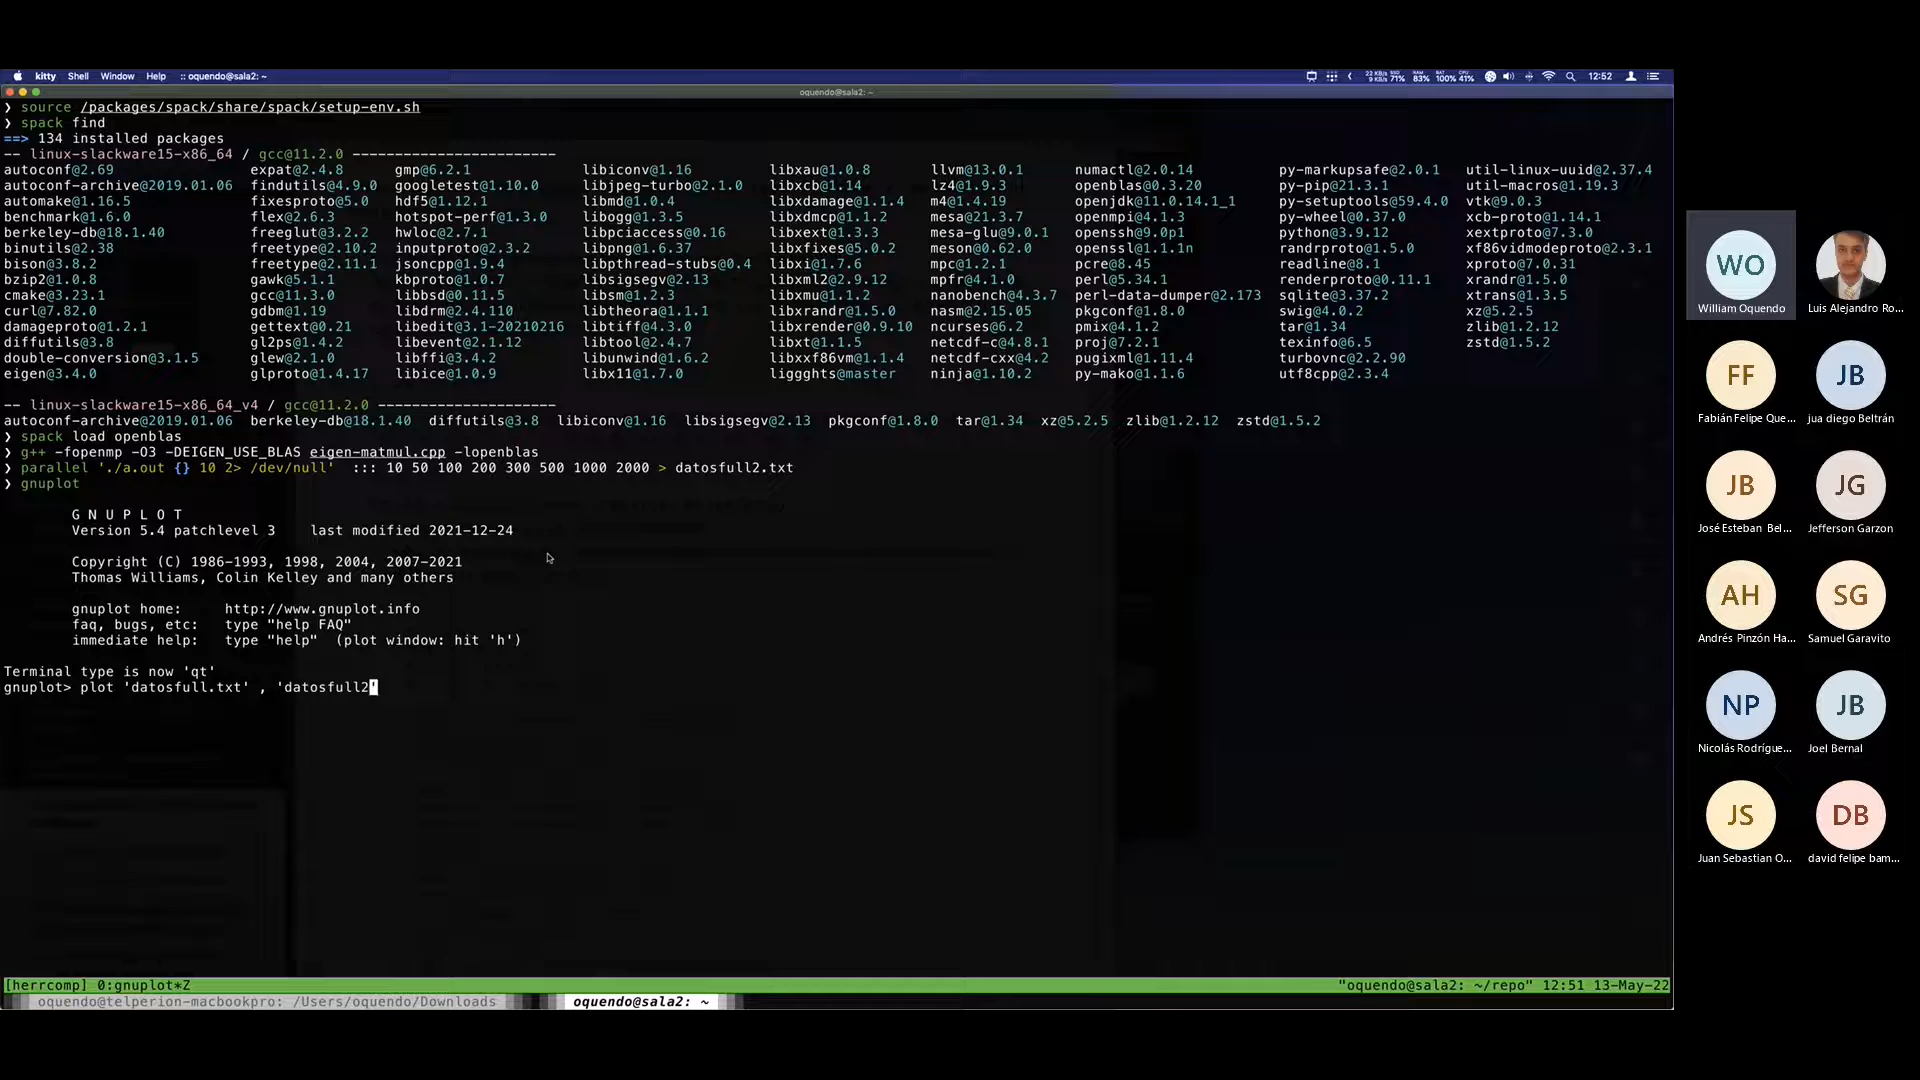 kitty Shell Window Help :: oquendo@sala2: ~ 22 KB/s 9 KB/s SSD 71% RAM 83% BAT 100% CPU 41% 12:52
oquendo@sala2: ~
❯ source /packages/spack/share/spack/setup-env.sh
❯ spack find
==> 134 installed packages
-- linux-slackware15-x86_64 / gcc@11.2.0 ------------------------
autoconf@2.69 expat@2.4.8 gmp@6.2.1 libiconv@1.16 libxau@1.0.8 llvm@13.0.1 numactl@2.0.14 py-markupsafe@2.0.1 util-linux-uuid@2.37.4
autoconf-archive@2019.01.06 findutils@4.9.0 googletest@1.10.0 libjpeg-turbo@2.1.0 libxcb@1.14 lz4@1.9.3 openblas@0.3.20 py-pip@21.3.1 util-macros@1.19.3
automake@1.16.5 fixesproto@5.0 hdf5@1.12.1 libmd@1.0.4 libxdamage@1.1.4 m4@1.4.19 openjdk@11.0.14.1_1 py-setuptools@59.4.0 vtk@9.0.3
benchmark@1.6.0 flex@2.6.3 hotspot-perf@1.3.0 libogg@1.3.5 libxdmcp@1.1.2 mesa@21.3.7 openmpi@4.1.3 py-wheel@0.37.0 xcb-proto@1.14.1
berkeley-db@18.1.40 freeglut@3.2.2 hwloc@2.7.1 libpciaccess@0.16 libxext@1.3.3 mesa-glu@9.0.1 openssh@9.0p1 python@3.9.12 xextproto@7.3.0
binutils@2.38 freetype@2.10.2 inputproto@2.3.2 libpng@1.6.37 libxfixes@5.0.2 meson@0.62.0 openssl@1.1.1n randrproto@1.5.0 xf86vidmodeproto@2.3.1
bison@3.8.2 freetype@2.11.1 jsoncpp@1.9.4 libpthread-stubs@0.4 libxi@1.7.6 mpc@1.2.1 pcre@8.45 readline@8.1 xproto@7.0.31
bzip2@1.0.8 gawk@5.1.1 kbproto@1.0.7 libsigsegv@2.13 libxml2@2.9.12 mpfr@4.1.0 perl@5.34.1 renderproto@0.11.1 xrandr@1.5.0
cmake@3.23.1 gcc@11.3.0 libbsd@0.11.5 libsm@1.2.3 libxmu@1.1.2 nanobench@4.3.7 perl-data-dumper@2.173 sqlite@3.37.2 xtrans@1.3.5
curl@7.82.0 gdbm@1.19 libdrm@2.4.110 libtheora@1.1.1 libxrandr@1.5.0 nasm@2.15.05 pkgconf@1.8.0 swig@4.0.2 xz@5.2.5
damageproto@1.2.1 gettext@0.21 libedit@3.1-20210216 libtiff@4.3.0 libxrender@0.9.10 ncurses@6.2 pmix@4.1.2 tar@1.34 zlib@1.2.12
diffutils@3.8 gl2ps@1.4.2 libevent@2.1.12 libtool@2.4.7 libxt@1.1.5 netcdf-c@4.8.1 proj@7.2.1 texinfo@6.5 zstd@1.5.2
double-conversion@3.1.5 glew@2.1.0 libffi@3.4.2 libunwind@1.6.2 libxxf86vm@1.1.4 netcdf-cxx@4.2 pugixml@1.11.4 turbovnc@2.2.90
eigen@3.4.0 glproto@1.4.17 libice@1.0.9 libx11@1.7.0 liggghts@master ninja@1.10.2 py-mako@1.1.6 utf8cpp@2.3.4
-- linux-slackware15-x86_64_v4 / gcc@11.2.0 ---------------------
autoconf-archive@2019.01.06 berkeley-db@18.1.40 diffutils@3.8 libiconv@1.16 libsigsegv@2.13 pkgconf@1.8.0 tar@1.34 xz@5.2.5 zlib@1.2.12 zstd@1.5.2
❯ spack load openblas
❯ g++ -fopenmp -O3 -DEIGEN_USE_BLAS eigen-matmul.cpp -lopenblas
❯ parallel './a.out {} 10 2> /dev/null' ::: 10 50 100 200 300 500 1000 2000 > datosfull2.txt
❯ gnuplot
G N U P L O T
Version 5.4 patchlevel 3 last modified 2021-12-24
Copyright (C) 1986-1993, 1998, 2004, 2007-2021
Thomas Williams, Colin Kelley and many others
gnuplot home: http://www.gnuplot.info
faq, bugs, etc: type "help FAQ"
immediate help: type "help" (plot window: hit 'h')
Terminal type is now 'qt'
gnuplot> plot 'datosfull.txt' , 'datosfull2'
[herrcomp] 0:gnuplot*Z "oquendo@sala2: ~/repo" 12:51 13-May-22
oquendo@telperion-macbookpro: /Users/oquendo/Downloads oquendo@sala2: ~
WO
William Oquendo Luis Alejandro Ro...
FF JB
Fabián Felipe Que... jua diego Beltrán
JB JG
José Esteban Bel... Jefferson Garzon
AH SG
Andrés Pinzón Ha... Samuel Garavito
NP JB
Nicolás Rodrígue... Joel Bernal
JS DB
Juan Sebastian O... david felipe bam...